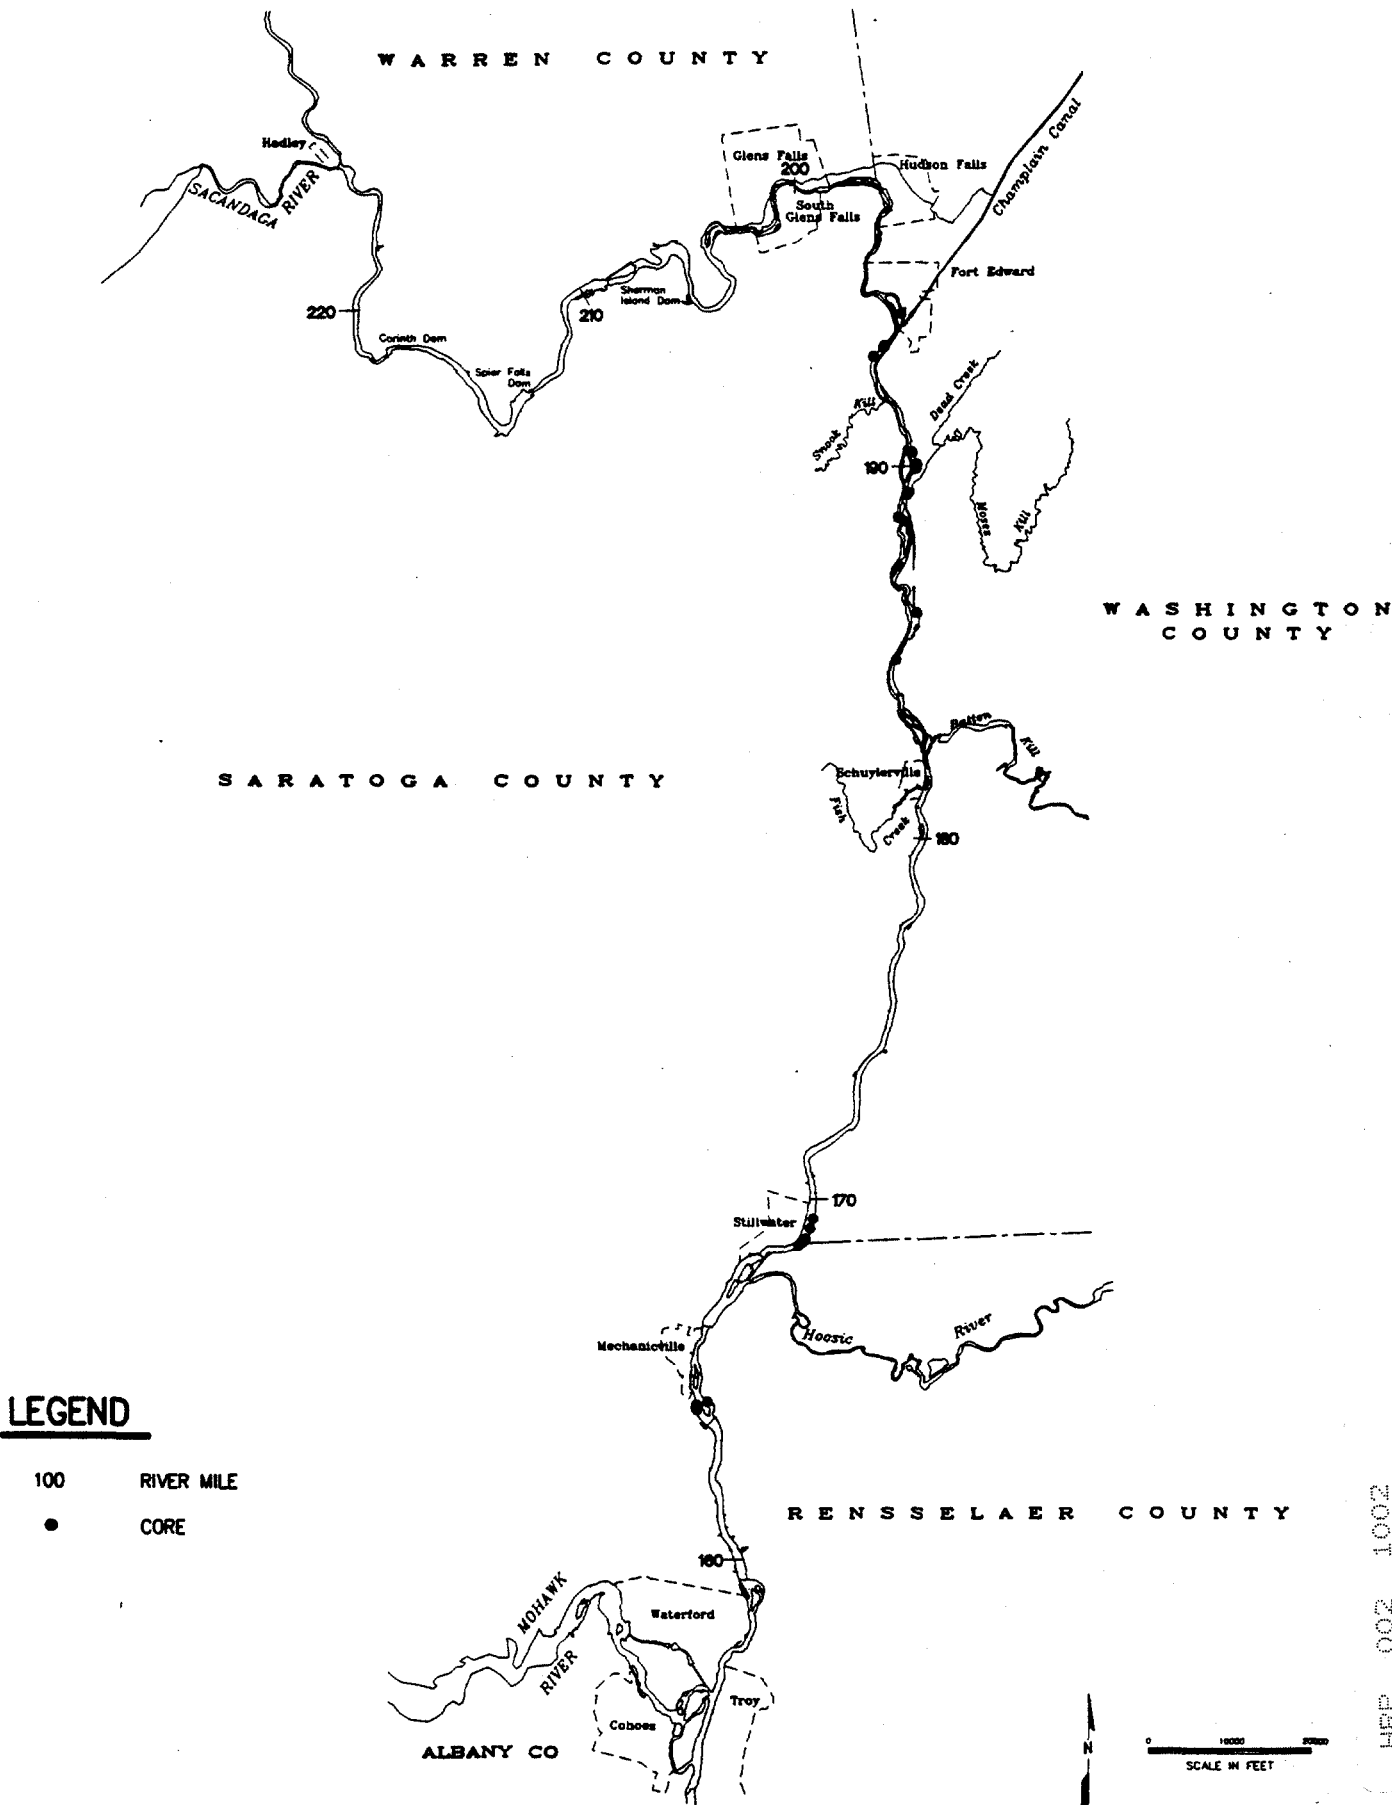 WARREN COUNTY
Hadley
SACANDAGA
RIVER
Glens Falls
200
Hudson Falls
Champlain Canal
South
Glens Falls
Fort Edward
Sherman
Island Dam
210
220
Corinth Dam
Spier Falls
Dam
Dead Creek
Snook
Kill
190
Moses
Kill
WASHINGTON
COUNTY
Batten
Kill
SARATOGA COUNTY
Schuylerville
Fish
Creek
180
170
Stillwater
Hoosic
River
Mechanicville
LEGEND
100 RIVER MILE
CORE
RENSSELAER COUNTY
160
MOHAWK
RIVER
Waterford
Troy
Cohoes
ALBANY CO
N
0 10000 20000
SCALE IN FEET
HRP 002 1002